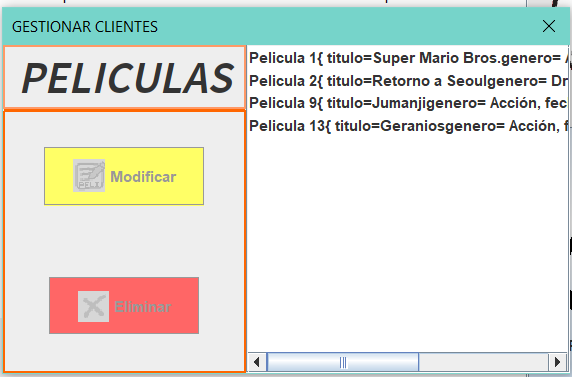 GESTIONAR CLIENTES
PELICULAS
Modificar
Eliminar
Pelicula 1{ titulo=Super Mario Bros.genero=
Pelicula 2{ titulo=Retorno a Seoulgenero= Dr
Pelicula 9{ titulo=Jumanjigenero= Acción, fec
Pelicula 13{ titulo=Geraniosgenero= Acción, f